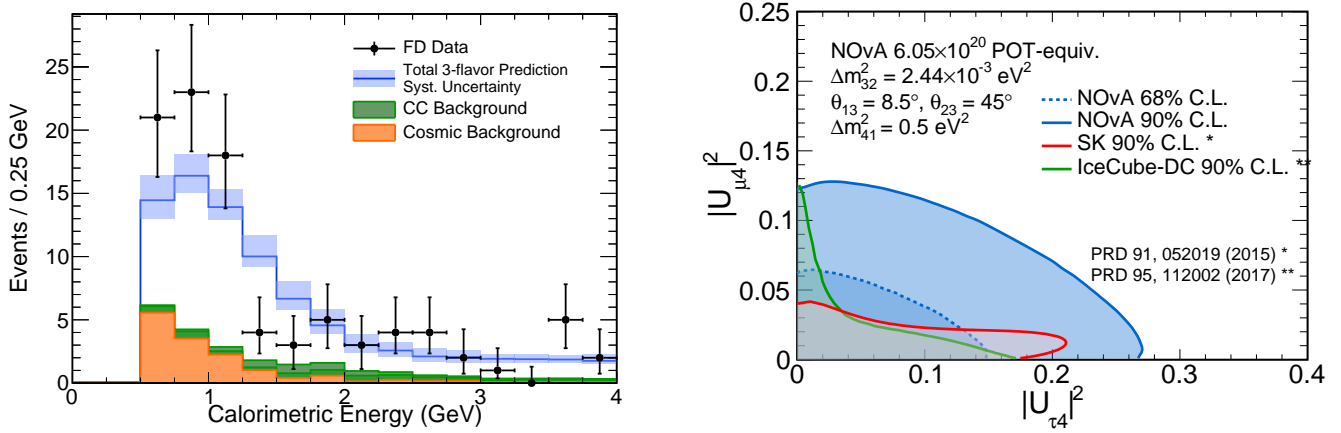 Events / 0.25 GeV
25
20
15
10
5
0
0 1 2 3 4
Calorimetric Energy (GeV)
FD Data
Total 3-flavor Prediction
Syst. Uncertainty
CC Background
Cosmic Background
|U_μ4|²
0.25
0.2
0.15
0.1
0.05
0
0 0.1 0.2 0.3 0.4
|U_τ4|²
NOvA 6.05×10²⁰ POT-equiv.
Δm²₃₂ = 2.44×10⁻³ eV²
θ₁₃ = 8.5°, θ₂₃ = 45°
Δm²₄₁ = 0.5 eV²
NOvA 68% C.L.
NOvA 90% C.L.
SK 90% C.L. *
IceCube-DC 90% C.L. **
PRD 91, 052019 (2015) *
PRD 95, 112002 (2017) **